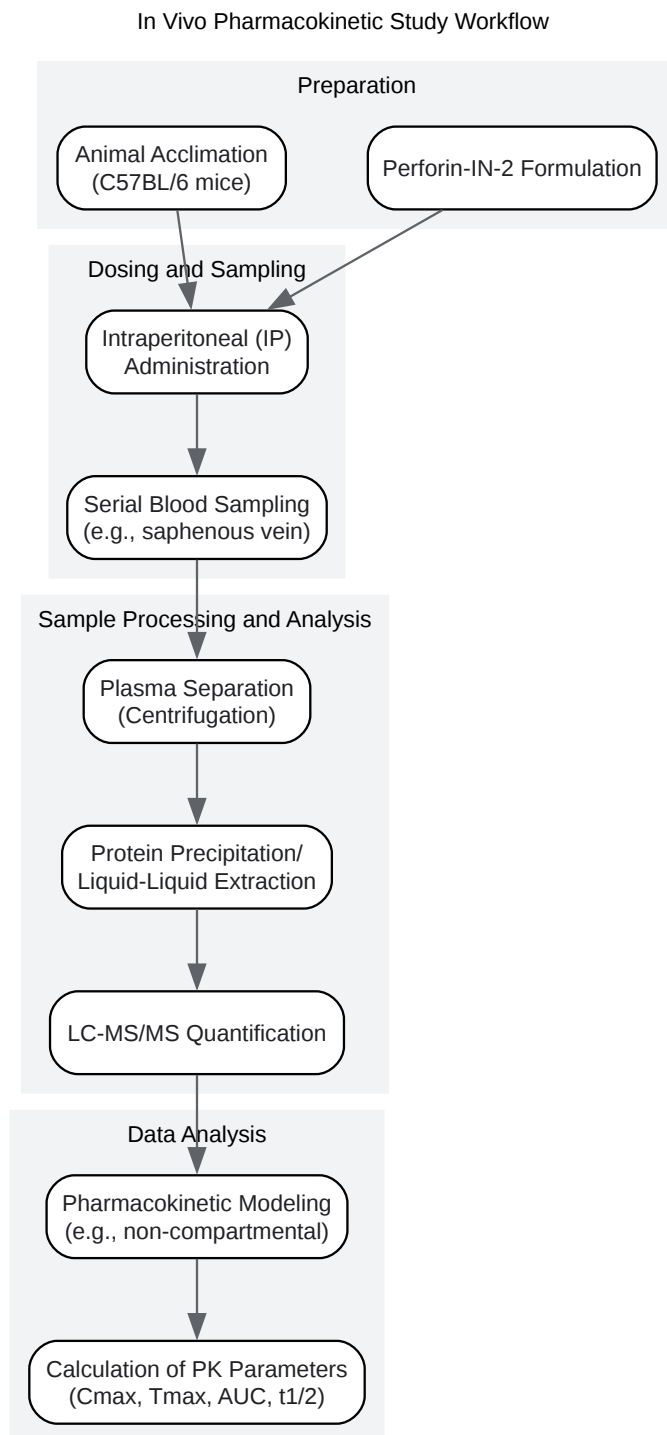 In Vivo Pharmacokinetic Study Workflow
Preparation
Animal Acclimation
(C57BL/6 mice)
Perforin-IN-2 Formulation
Dosing and Sampling
Intraperitoneal (IP)
Administration
Serial Blood Sampling
(e.g., saphenous vein)
Sample Processing and Analysis
Plasma Separation
(Centrifugation)
Protein Precipitation/
Liquid-Liquid Extraction
LC-MS/MS Quantification
Data Analysis
Pharmacokinetic Modeling
(e.g., non-compartmental)
Calculation of PK Parameters
(Cmax, Tmax, AUC, t1/2)